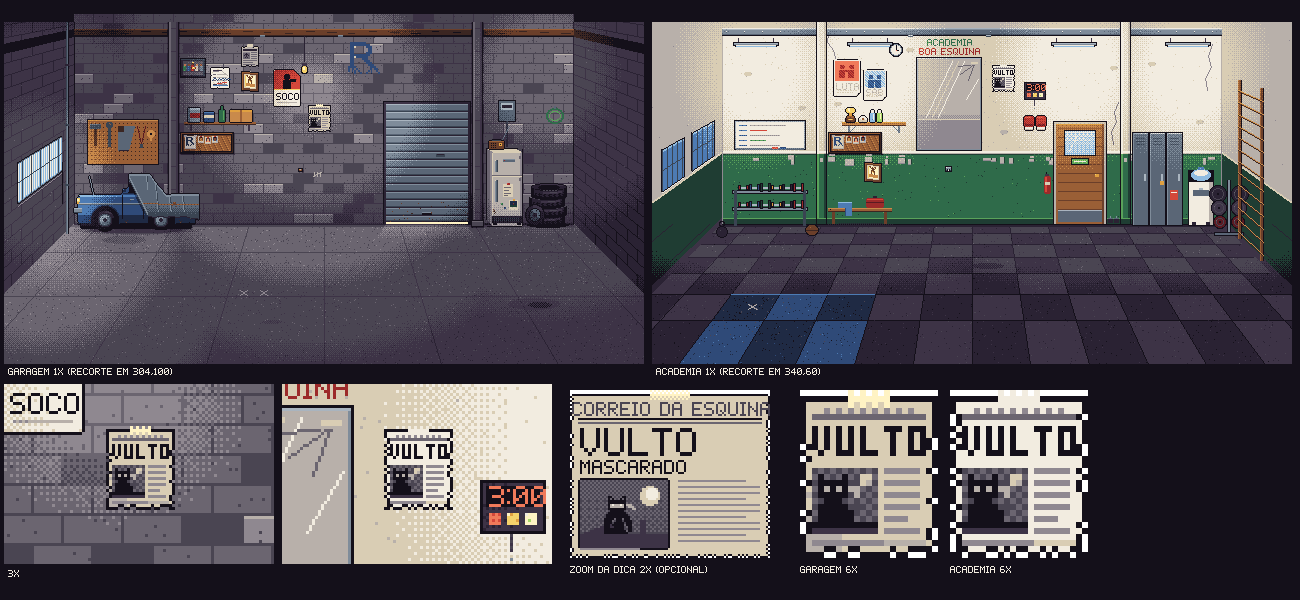 R
SOCO
VULTO
R
GARAGEM 1X (RECORTE EM 304,100)
ACADEMIA
BOA ESQUINA
LUTA
VULTO
3:00
R
ACADEMIA 1X (RECORTE EM 340,60)
SOCO
VULTO
3X
UINA
VULTO
3:00
CORREIO DA ESQUINA
VULTO
MASCARADO
ZOOM DA DICA 2X (OPCIONAL)
VULTO
GARAGEM 6X
VULTO
ACADEMIA 6X